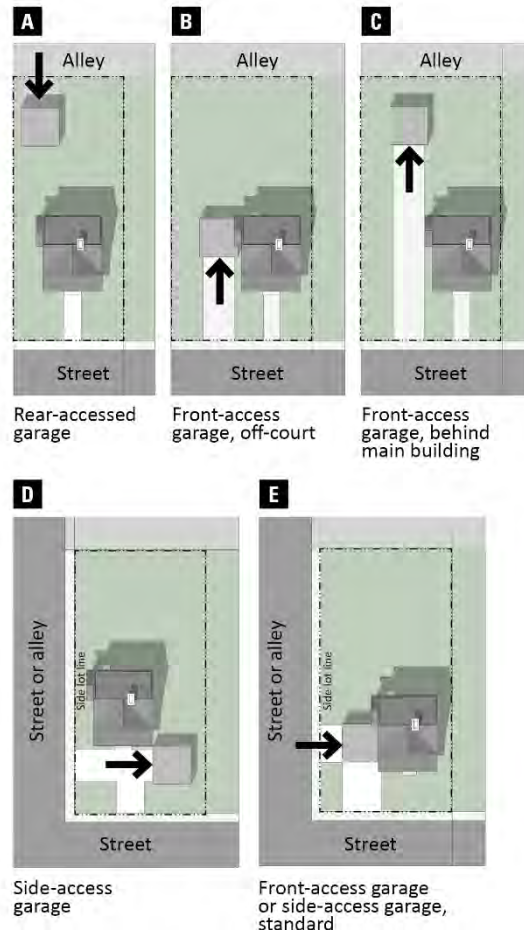 A
Alley
Street
Rear-accessed
garage
B
Alley
Street
Front-access
garage, off-court
C
Alley
Street
Front-access
garage, behind
main building
D
Street or alley
Side lot line
Street
Side-access
garage
E
Street or alley
Side lot line
Street
Front-access garage
or side-access garage,
standard